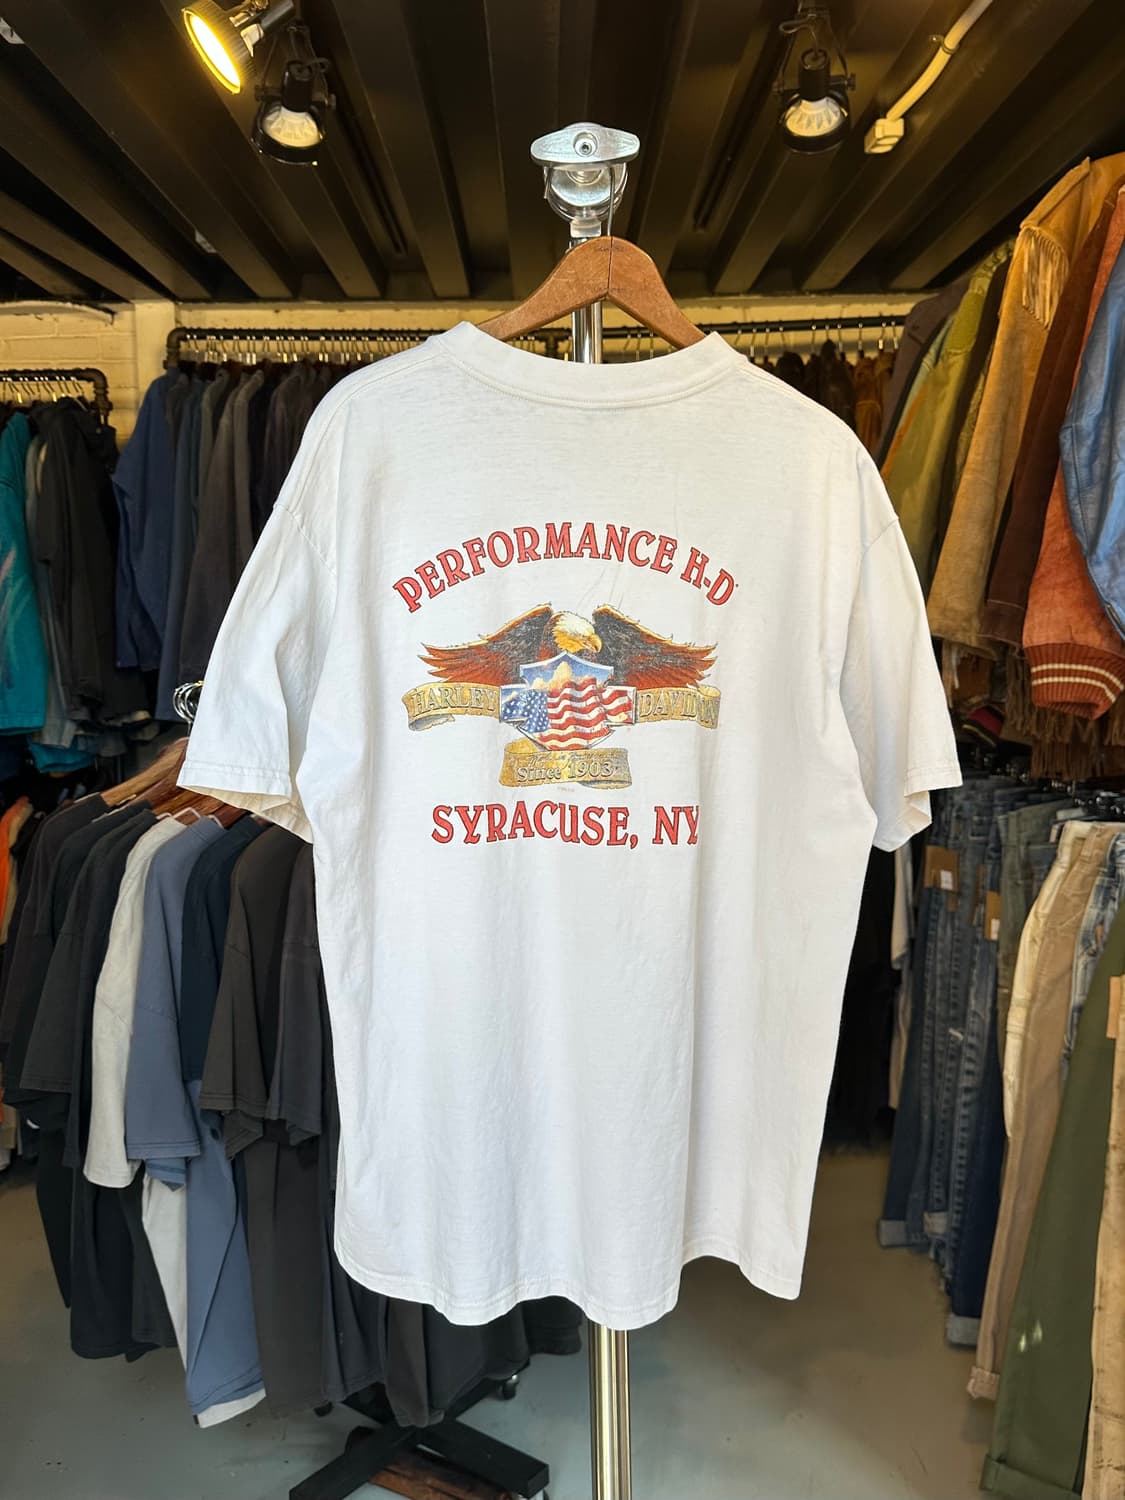 PERFORMANCE H-D
HARLEY DAVIDSON
Since 1903
SYRACUSE, NY